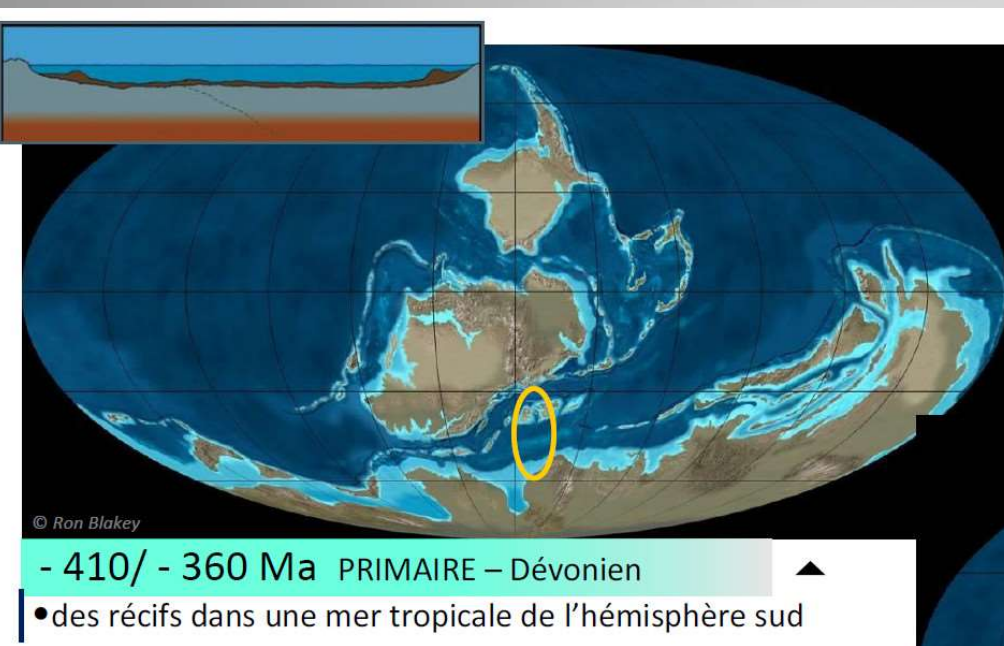 © Ron Blakey
- 410/ - 360 Ma PRIMAIRE – Dévonien
•des récifs dans une mer tropicale de l’hémisphère sud